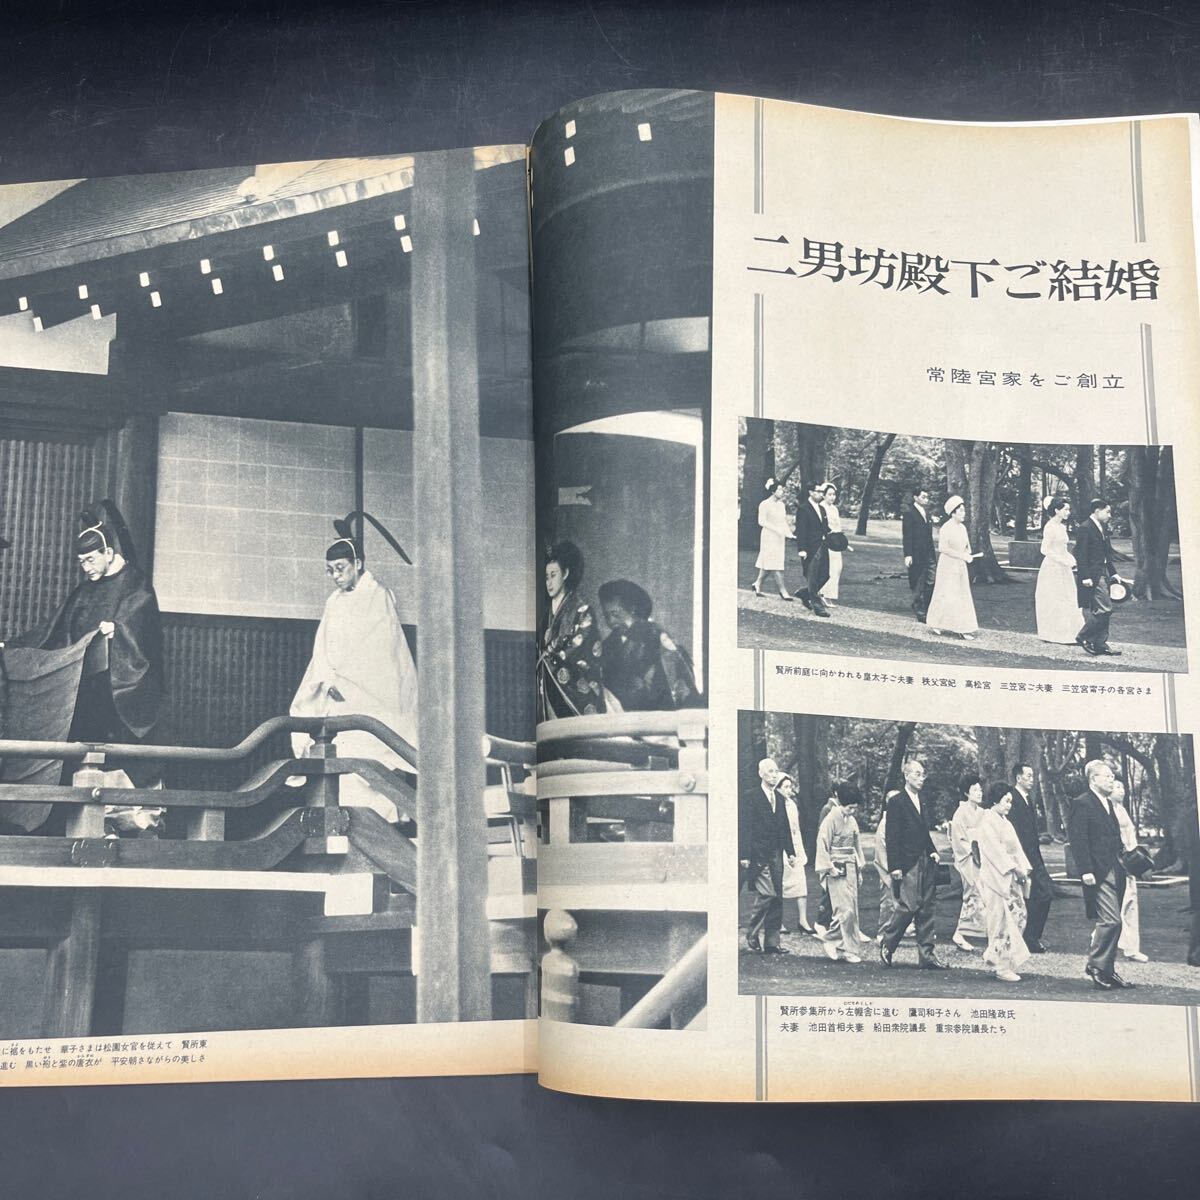 二男坊殿下ご結婚
常陸宮家をご創立
賢所前庭に向かわれる皇太子ご夫妻 秩父宮妃 高松宮 三笠宮ご夫妻 三笠宮甯子の各宮さま
賢所参集所から左幄舎に進む 鷹司和子さん 池田隆政氏
夫妻 池田首相夫妻 船田衆院議長 重宗参院議長たち
に裾をもたせ 華子さまは松園女官を従えて 賢所東
進む 黒い袍と紫の唐衣が 平安朝さながらの美しさ